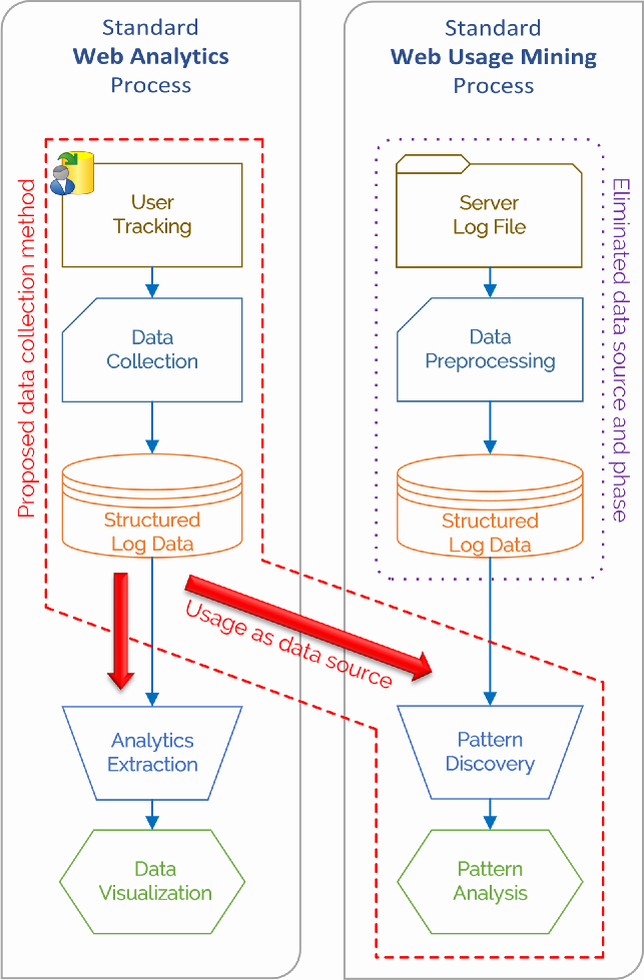 Standard
Web Analytics
Process
Proposed data collection method
User
Tracking
Data
Collection
Structured
Log Data
Usage as data source
Analytics
Extraction
Data
Visualization
Standard
Web Usage Mining
Process
Server
Log File
Data
Preprocessing
Structured
Log Data
Eliminated data source and phase
Pattern
Discovery
Pattern
Analysis